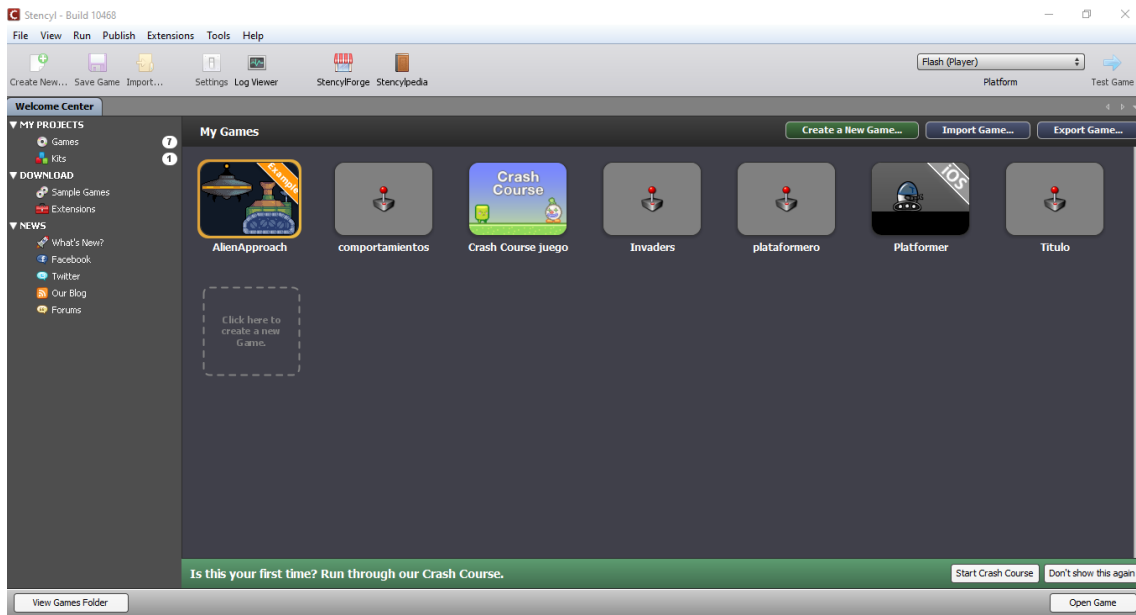 Stencyl - Build 10468
File View Run Publish Extensions Tools Help
Create New... Save Game Import... Settings Log Viewer StencylForge Stencylpedia
Flash (Player)
Platform
Test Game
Welcome Center
MY PROJECTS
Games 7
Kits 1
DOWNLOAD
Sample Games
Extensions
NEWS
What's New?
Facebook
Twitter
Our Blog
Forums
My Games
Create a New Game... Import Game... Export Game...
Example
Crash
Course
iOS
AlienApproach comportamientos Crash Course juego Invaders plataformero Platformer Titulo
Click here to
create a new
Game.
Is this your first time? Run through our Crash Course.
Start Crash Course Don't show this again
View Games Folder Open Game